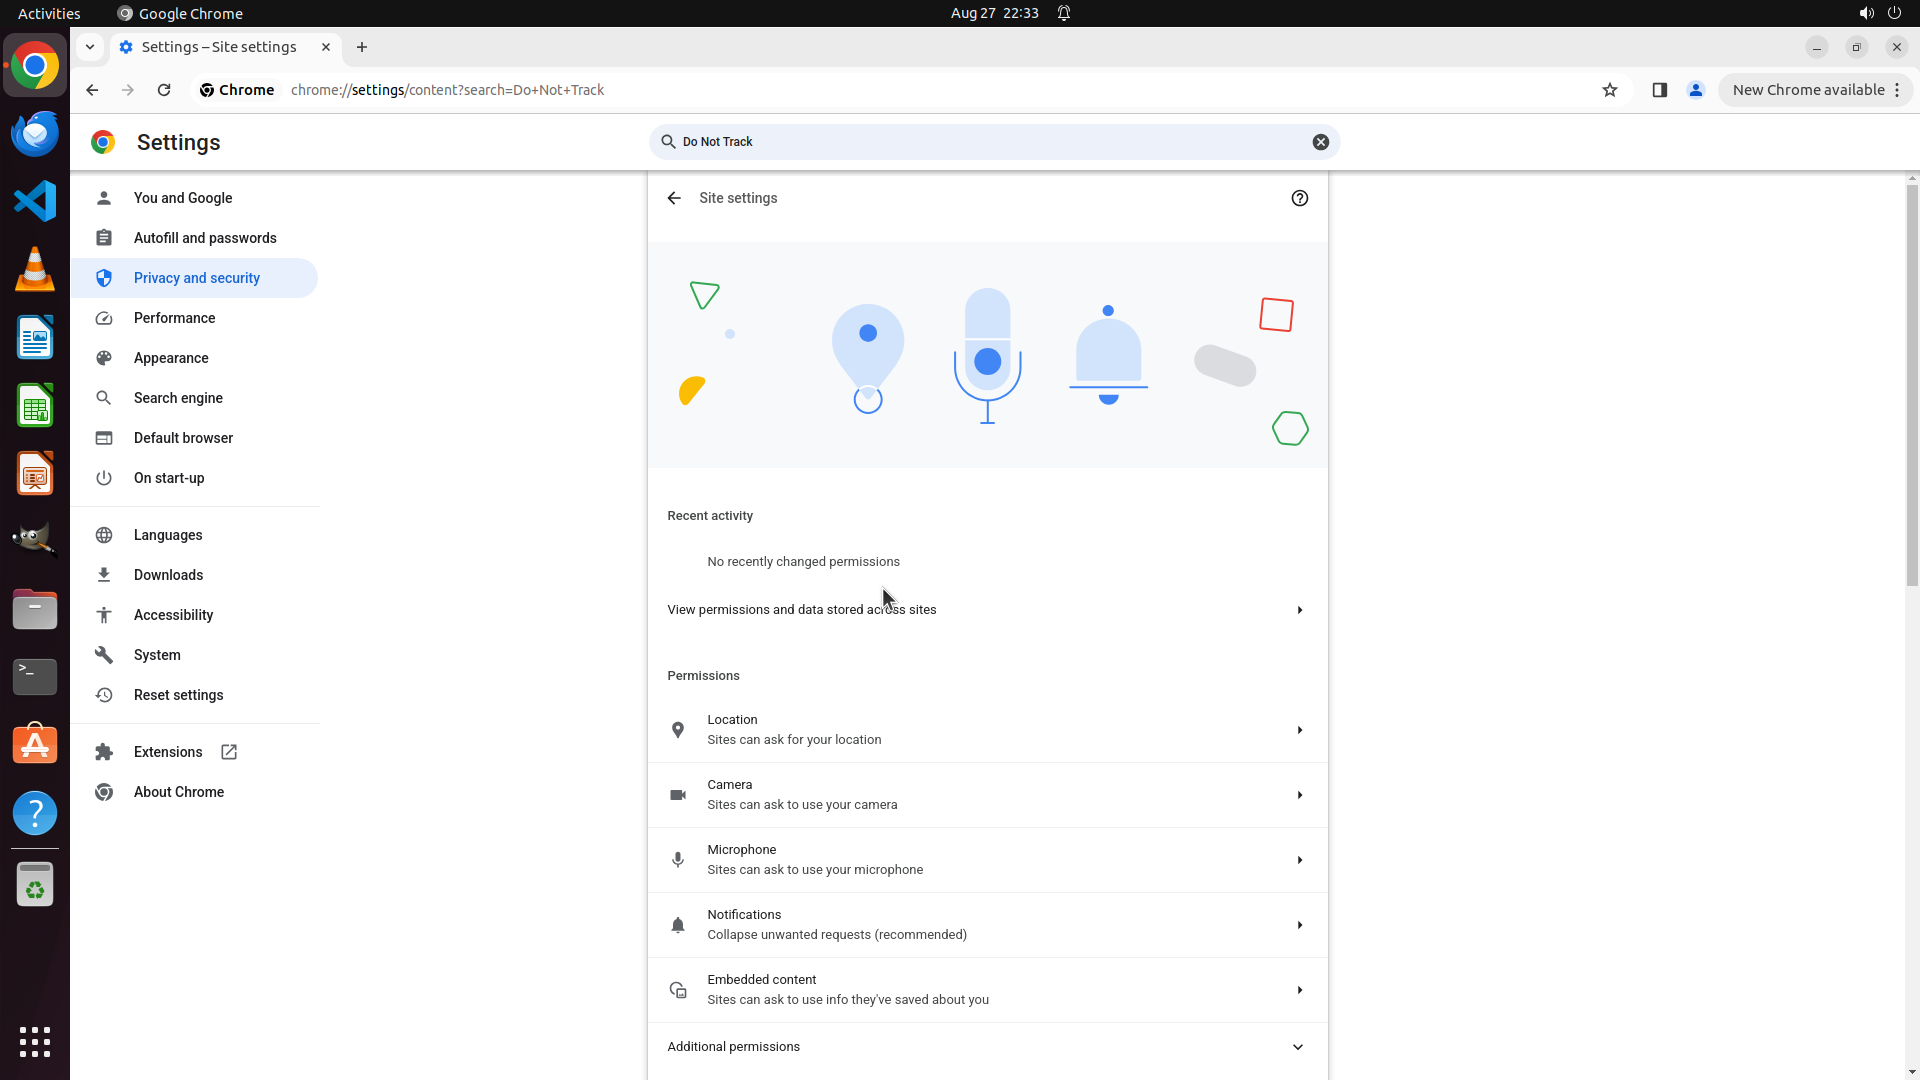 Activities
Google Chrome
Aug 27 22:33
Settings – Site settings
Chrome
chrome://settings/content?search=Do+Not+Track
New Chrome available
Settings
Do Not Track
You and Google
Autofill and passwords
Privacy and security
Performance
Appearance
Search engine
Default browser
On start-up
Languages
Downloads
Accessibility
System
Reset settings
Extensions
About Chrome
Site settings
Recent activity
No recently changed permissions
View permissions and data stored across sites
Permissions
Location
Sites can ask for your location
Camera
Sites can ask to use your camera
Microphone
Sites can ask to use your microphone
Notifications
Collapse unwanted requests (recommended)
Embedded content
Sites can ask to use info they've saved about you
Additional permissions